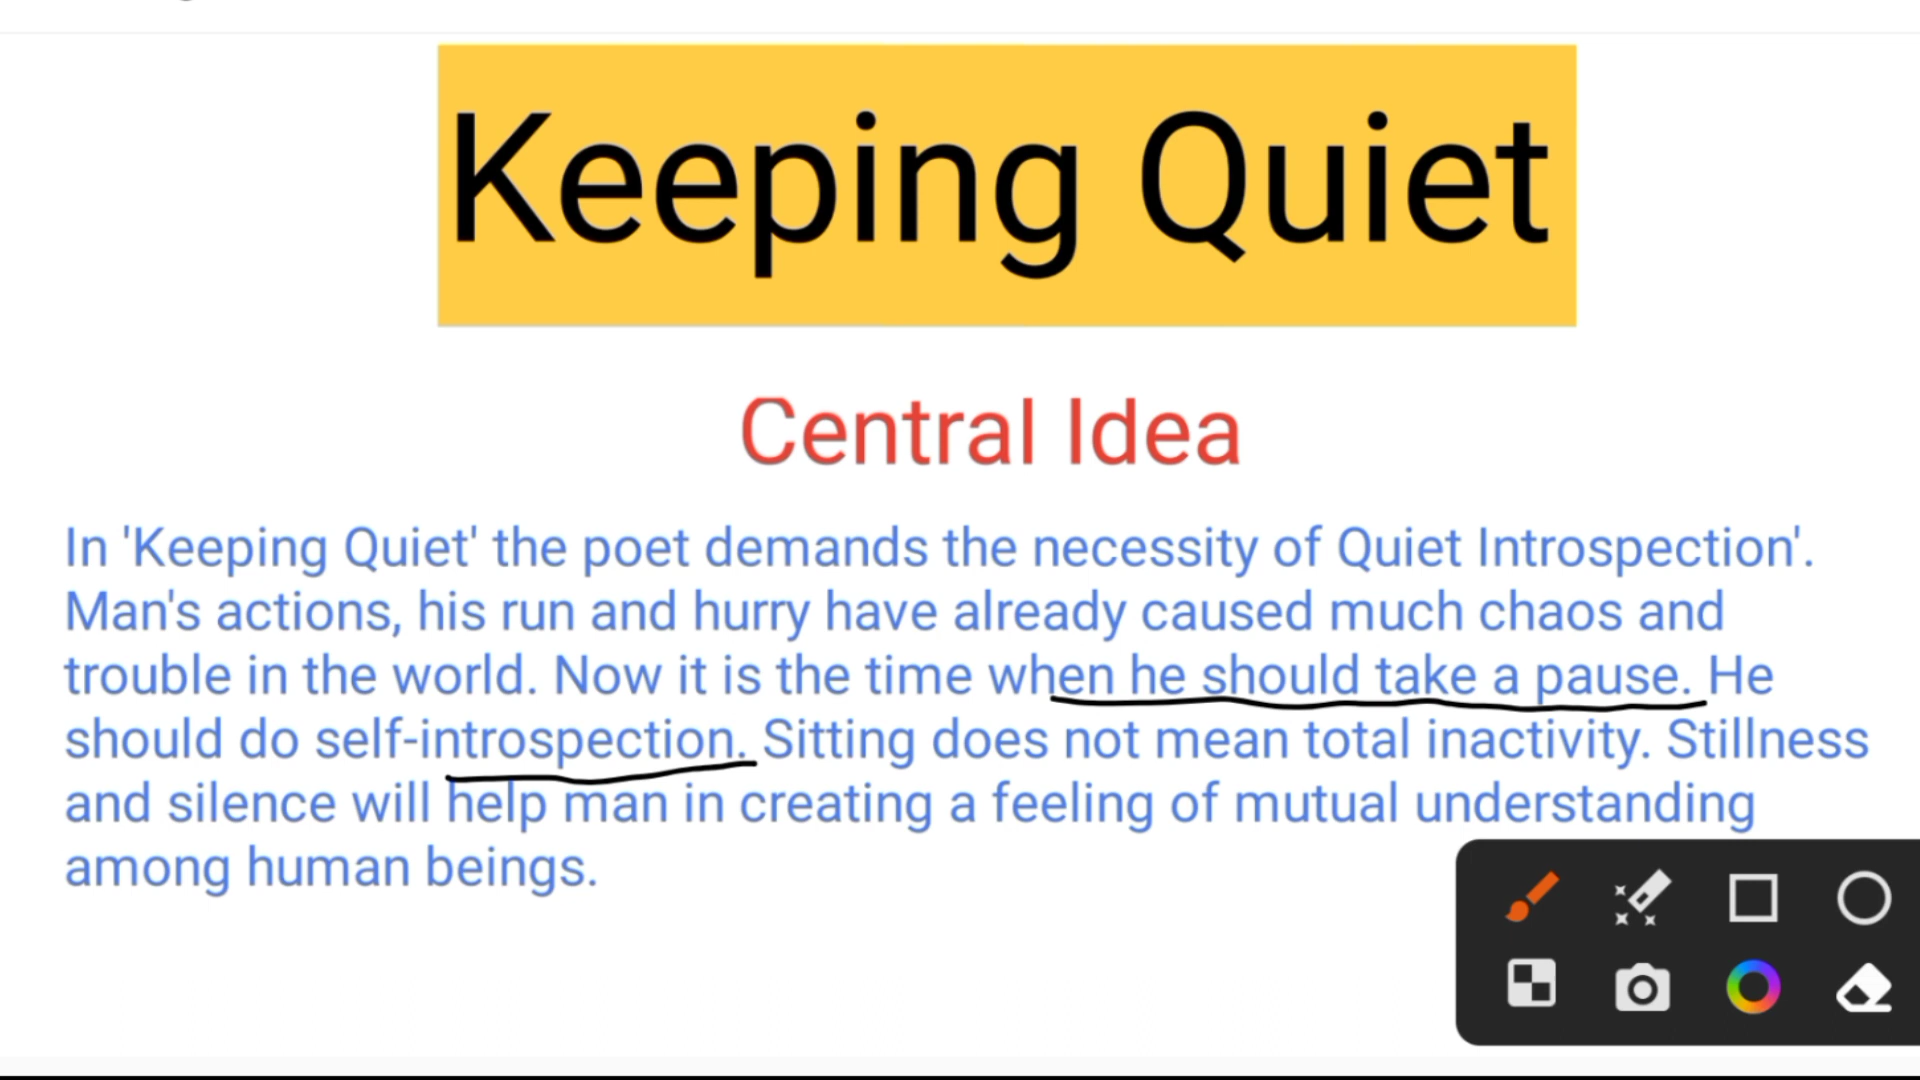 Keeping Quiet
Central Idea
In 'Keeping Quiet' the poet demands the necessity of Quiet Introspection'.
Man's actions, his run and hurry have already caused much chaos and
trouble in the world. Now it is the time when he should take a pause. He
should do self-introspection. Sitting does not mean total inactivity. Stillness
and silence will help man in creating a feeling of mutual understanding
among human beings.